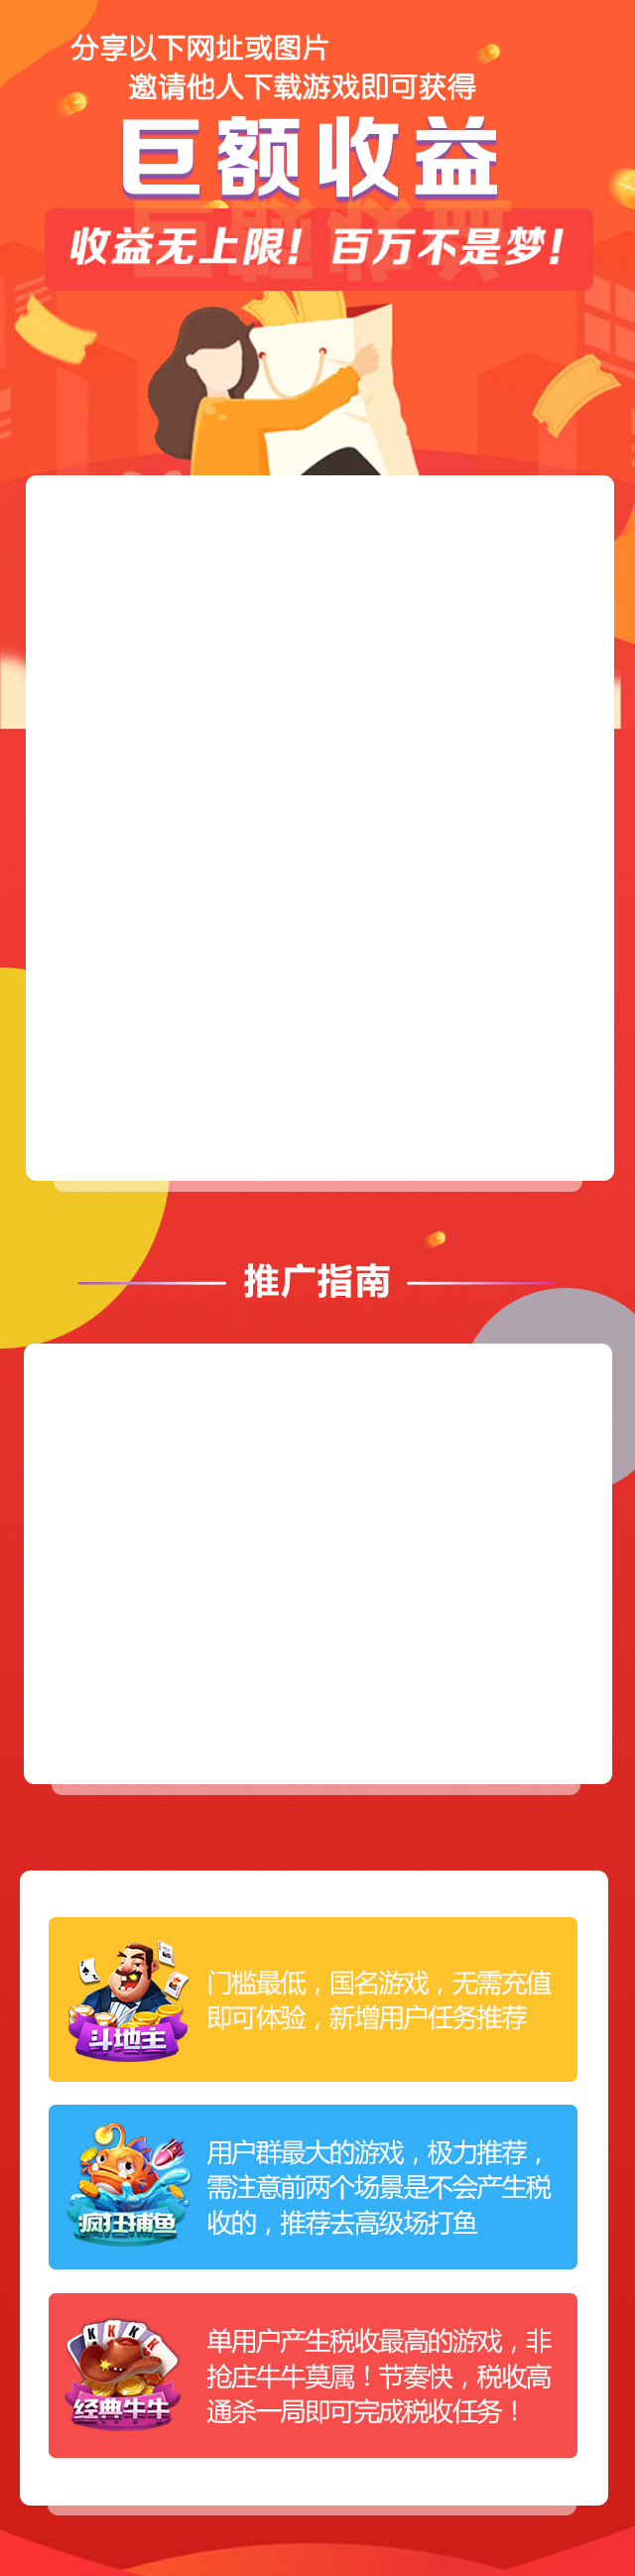 分享以下网址或图片
邀请他人下载游戏即可获得
巨额收益
收益无上限！百万不是梦！
推广指南
斗地主
门槛最低，国名游戏，无需充值
即可体验，新增用户任务推荐
疯狂捕鱼
用户群最大的游戏，极力推荐，
需注意前两个场景是不会产生税
收的，推荐去高级场打鱼
K K K K
经典牛牛
单用户产生税收最高的游戏，非
抢庄牛牛莫属！节奏快，税收高
通杀一局即可完成税收任务！